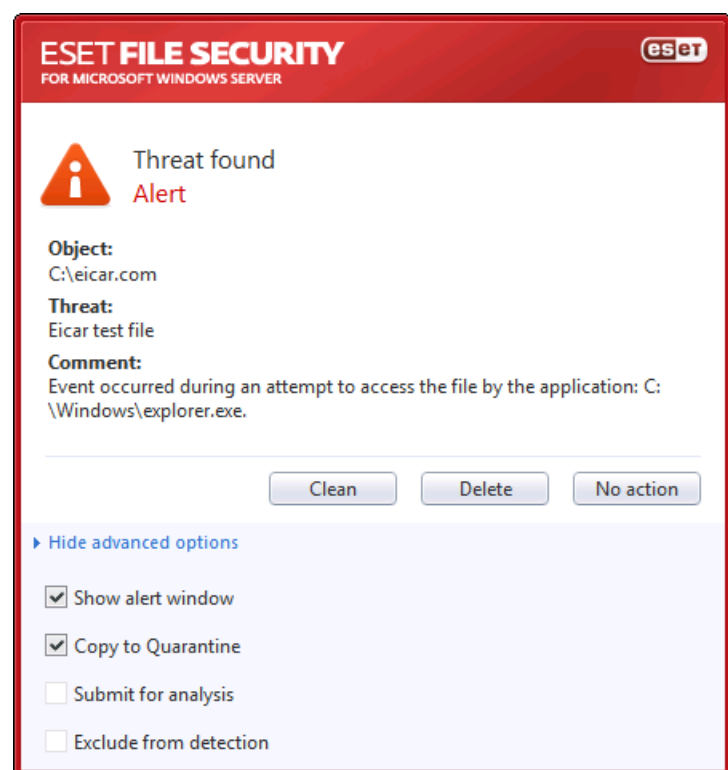 ESET FILE SECURITY
eset
FOR MICROSOFT WINDOWS SERVER
Threat found
Alert
Object:
C:\eicar.com
Threat:
Eicar test file
Comment:
Event occurred during an attempt to access the file by the application: C:
\Windows\explorer.exe.
Clean Delete No action
Hide advanced options
Show alert window
Copy to Quarantine
Submit for analysis
Exclude from detection